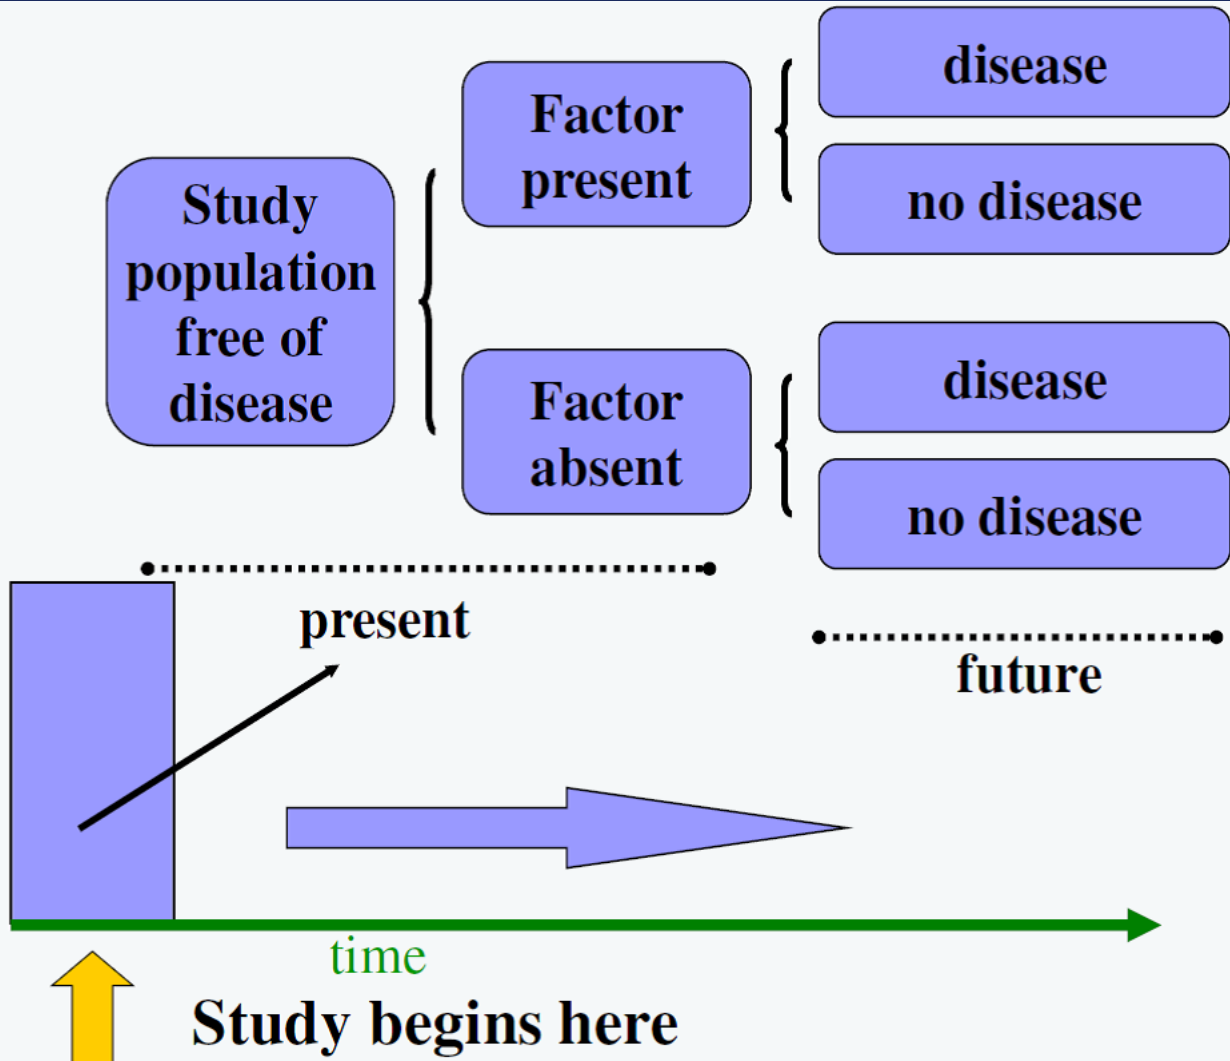 Study
population
free of
disease
Factor
present
disease
no disease
Factor
absent
disease
no disease
present
future
time
Study begins here